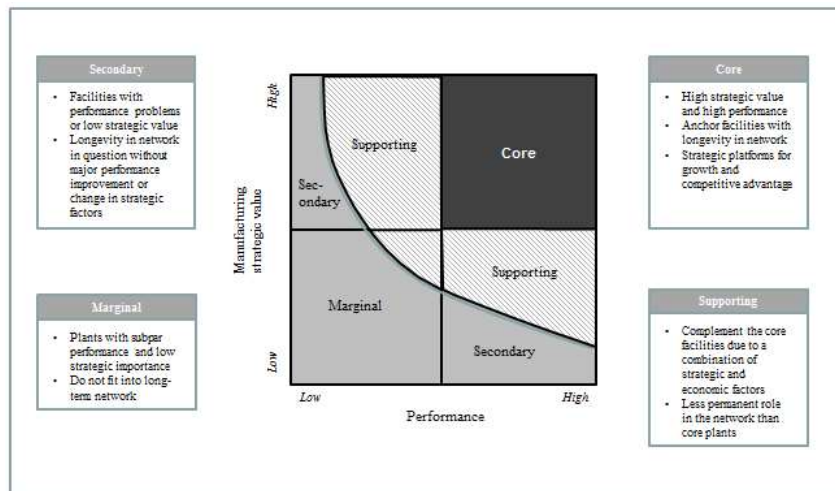 Secondary
• Facilities with
performance problems
or low strategic value
• Longevity in network
in question without
major performance
improvement or
change in strategic
factors
Marginal
• Plants with subpar
performance and low
strategic importance
• Do not fit into long-
term network
Manufacturing
strategic value
High
Low
Supporting
Core
Sec-
ondary
Supporting
Marginal
Secondary
Low
High
Performance
Core
• High strategic value
and high performance
• Anchor facilities with
longevity in network
• Strategic platforms for
growth and
competitive advantage
Supporting
• Complement the core
facilities due to a
combination of
strategic and
economic factors
• Less permanent role
in the network than
core plants